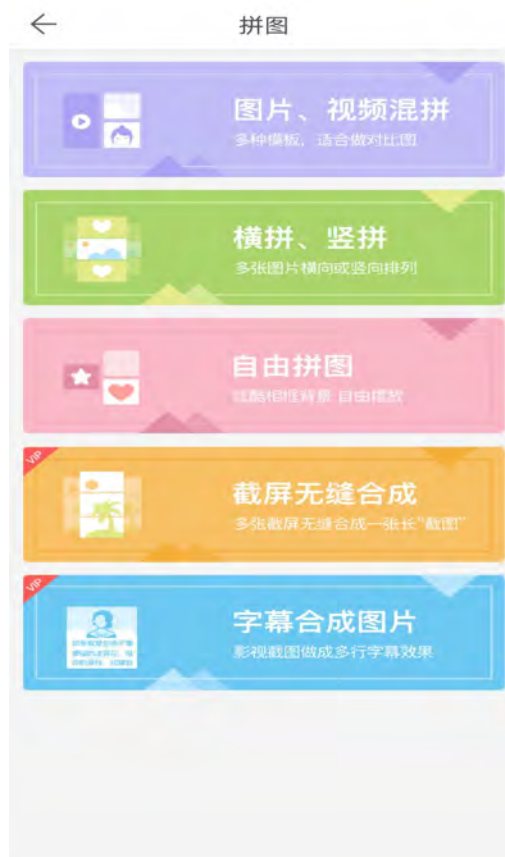 拼图
图片、视频混拼
多种模板，适合做对比图
横拼、竖拼
多张图片横向或竖向排列
自由拼图
炫酷相框背景 自由摆放
VIP
截屏无缝合成
多张截屏无缝合成一张长“截图”
VIP
字幕合成图片
影视截图做成多行字幕效果